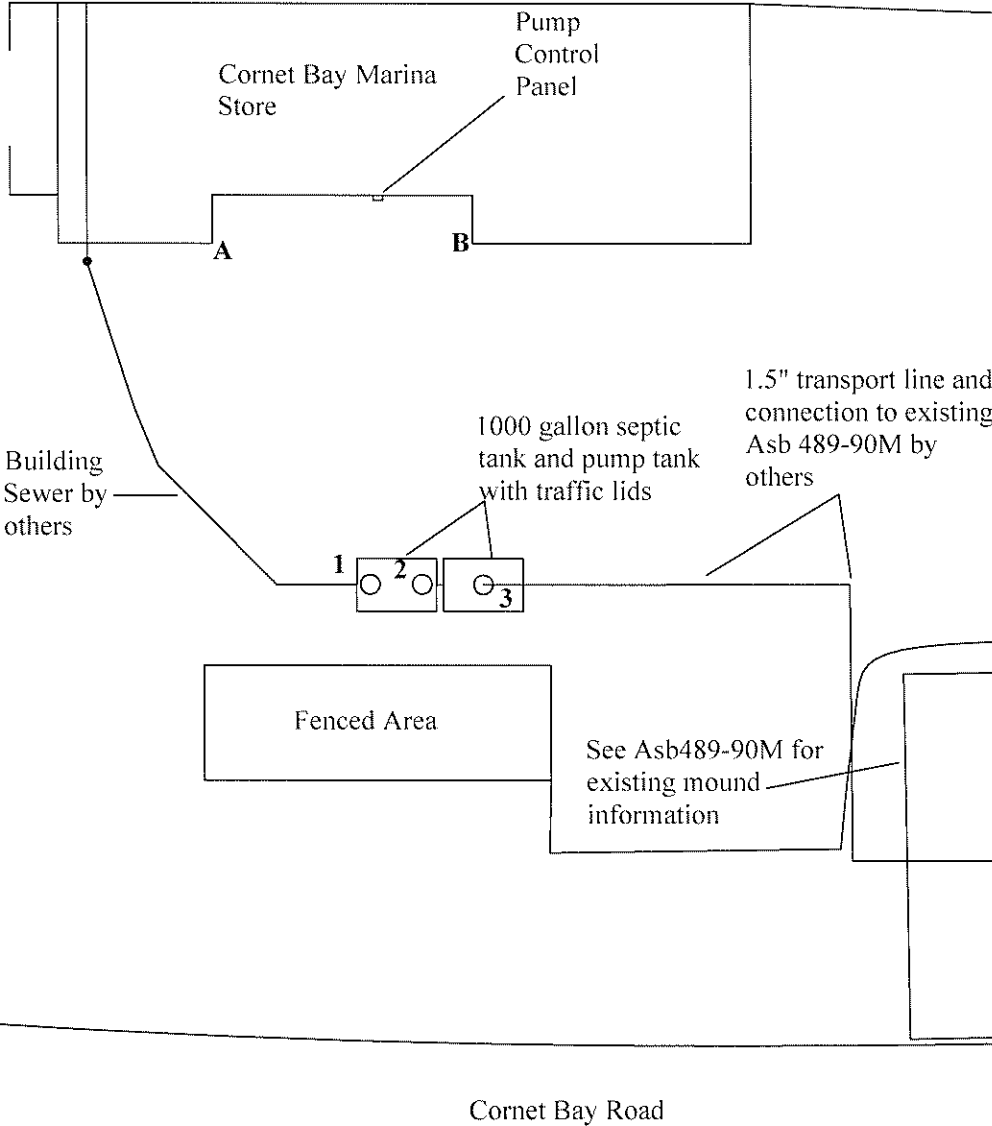 Pump
Control
Panel
Cornet Bay Marina
Store
A
B
1.5" transport line and
connection to existing
Asb 489-90M by
others
1000 gallon septic
tank and pump tank
with traffic lids
Building
Sewer by
others
1
2
3
Fenced Area
See Asb489-90M for
existing mound
information
Cornet Bay Road